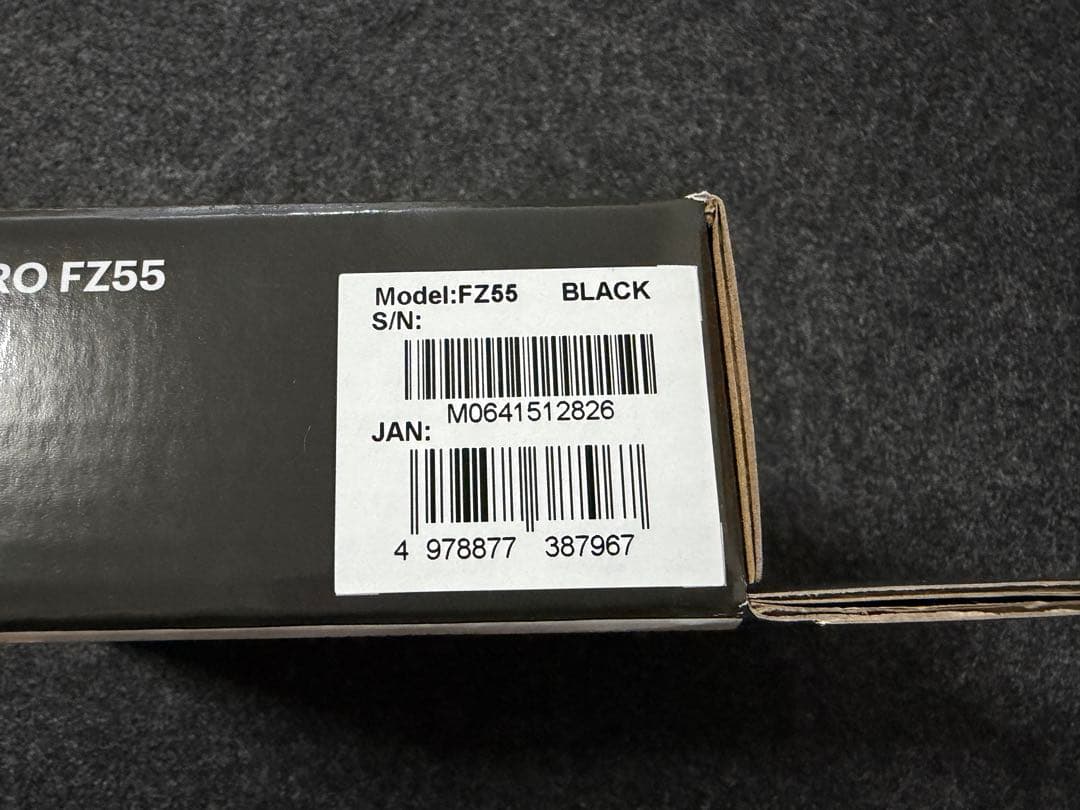 RO FZ55
Model:FZ55 BLACK
S/N:
M0641512826
JAN:
4 978877 387967